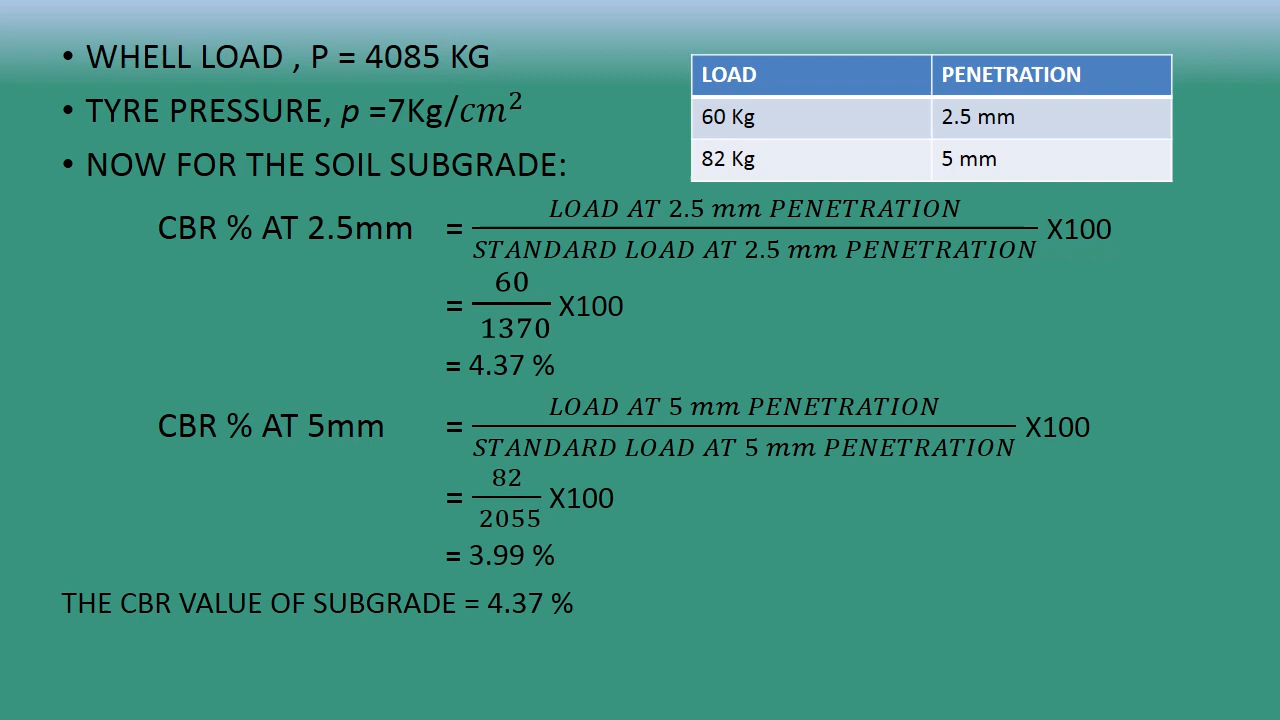 • WHELL LOAD , P = 4085 KG
• TYRE PRESSURE, p =7Kg/cm²
• NOW FOR THE SOIL SUBGRADE:
LOAD PENETRATION
60 Kg 2.5 mm
82 Kg 5 mm
CBR % AT 2.5mm = LOAD AT 2.5 mm PENETRATION / STANDARD LOAD AT 2.5 mm PENETRATION X100
= 60 / 1370 X100
= 4.37 %
CBR % AT 5mm = LOAD AT 5 mm PENETRATION / STANDARD LOAD AT 5 mm PENETRATION X100
= 82 / 2055 X100
= 3.99 %
THE CBR VALUE OF SUBGRADE = 4.37 %